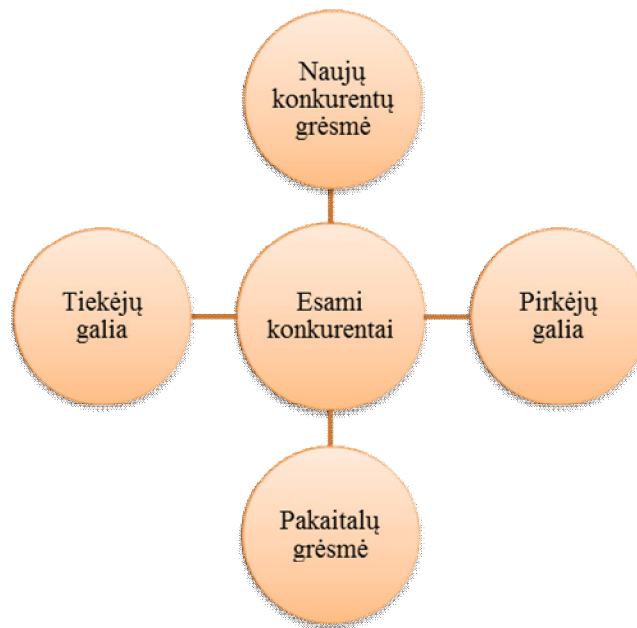 Naujų
konkurentų
grėsmė
Tiekėjų
galia
Esami
konkurentai
Pirkėjų
galia
Pakaitalų
grėsmė